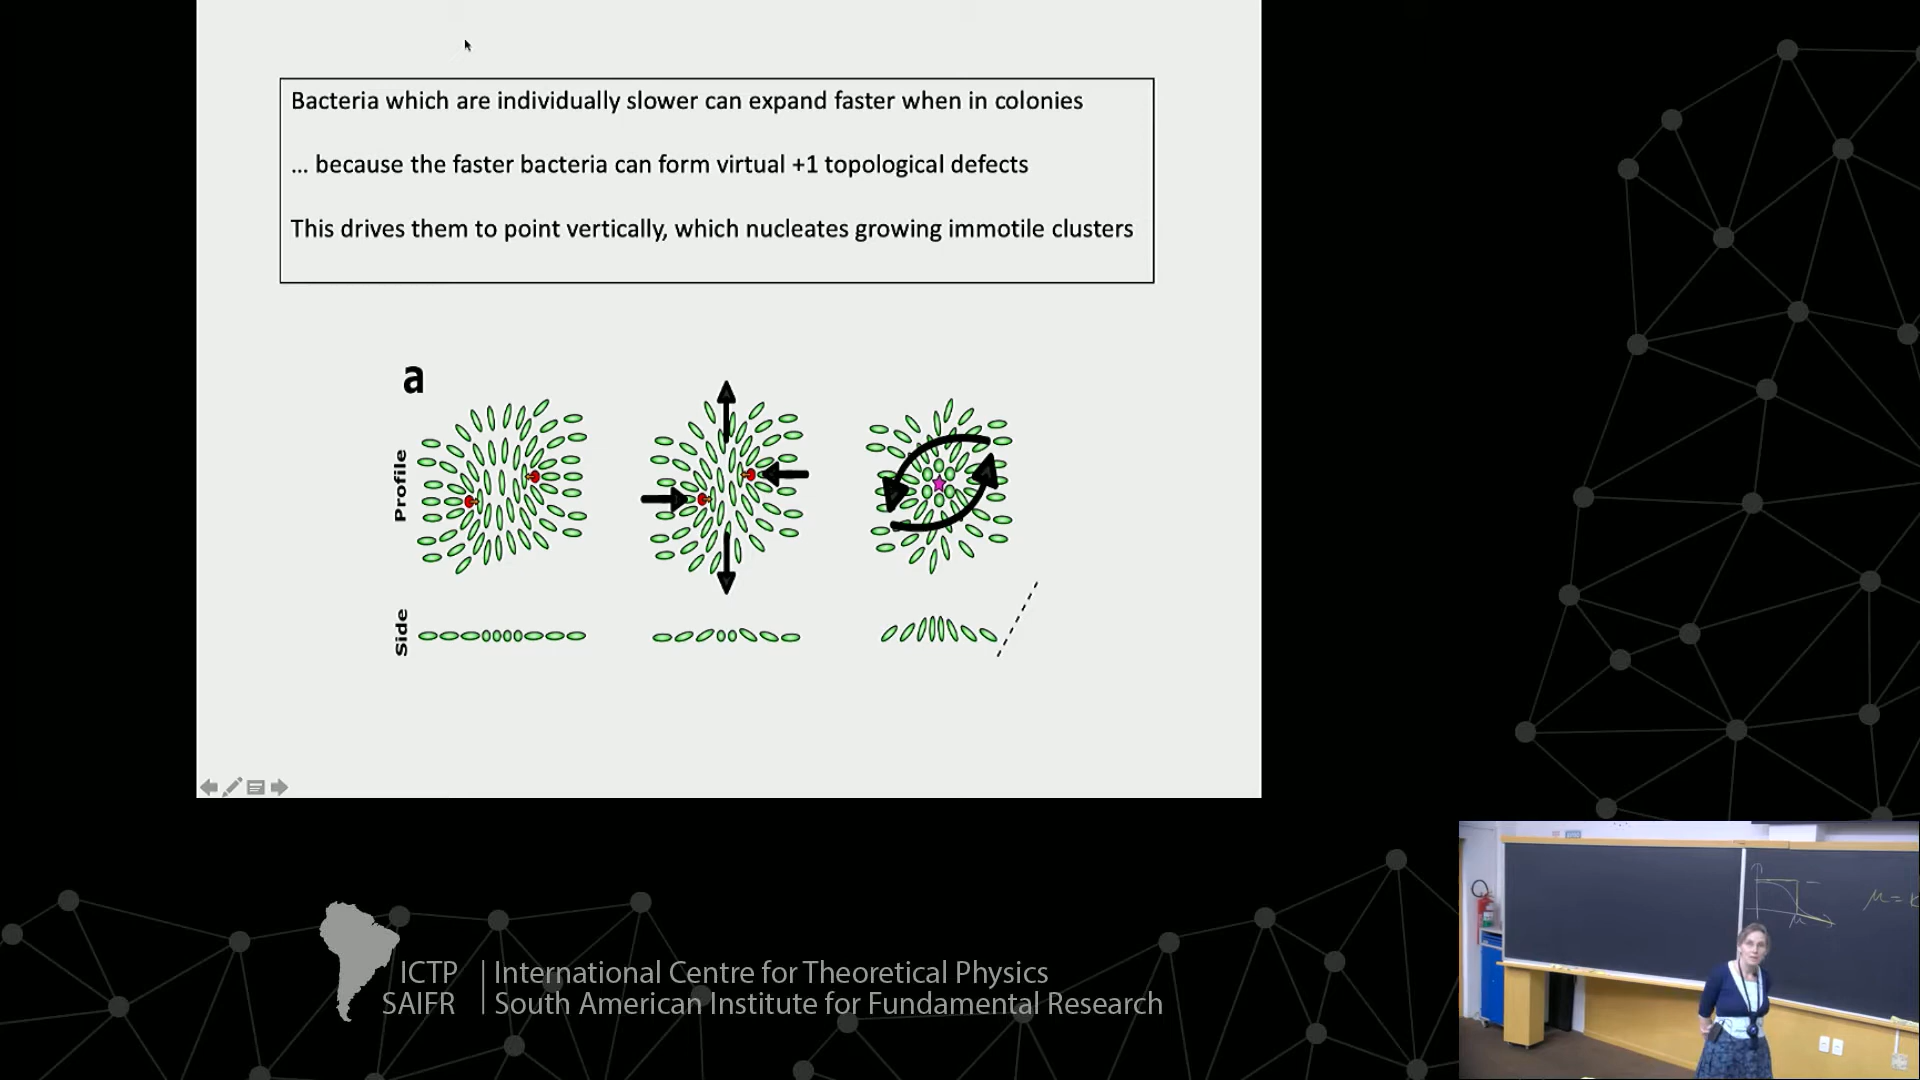 Bacteria which are individually slower can expand faster when in colonies
... because the faster bacteria can form virtual +1 topological defects
This drives them to point vertically, which nucleates growing immotile clusters
a
Profile
Side
ICTP
SAIFR
International Centre for Theoretical Physics
South American Institute for Fundamental Research